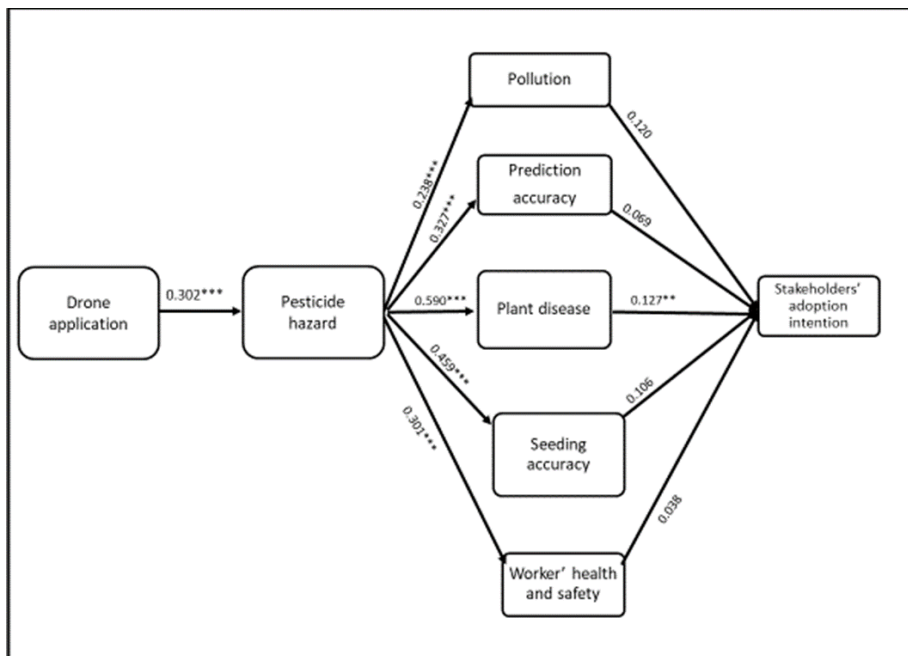 Pollution
0.120
0.238***
Prediction
accuracy
0.327***
0.069
Drone
application
0.302***
Pesticide
hazard
0.590***
Plant disease
0.127**
Stakeholders'
adoption
intention
0.459***
0.106
Seeding
accuracy
0.301***
0.038
Worker' health
and safety